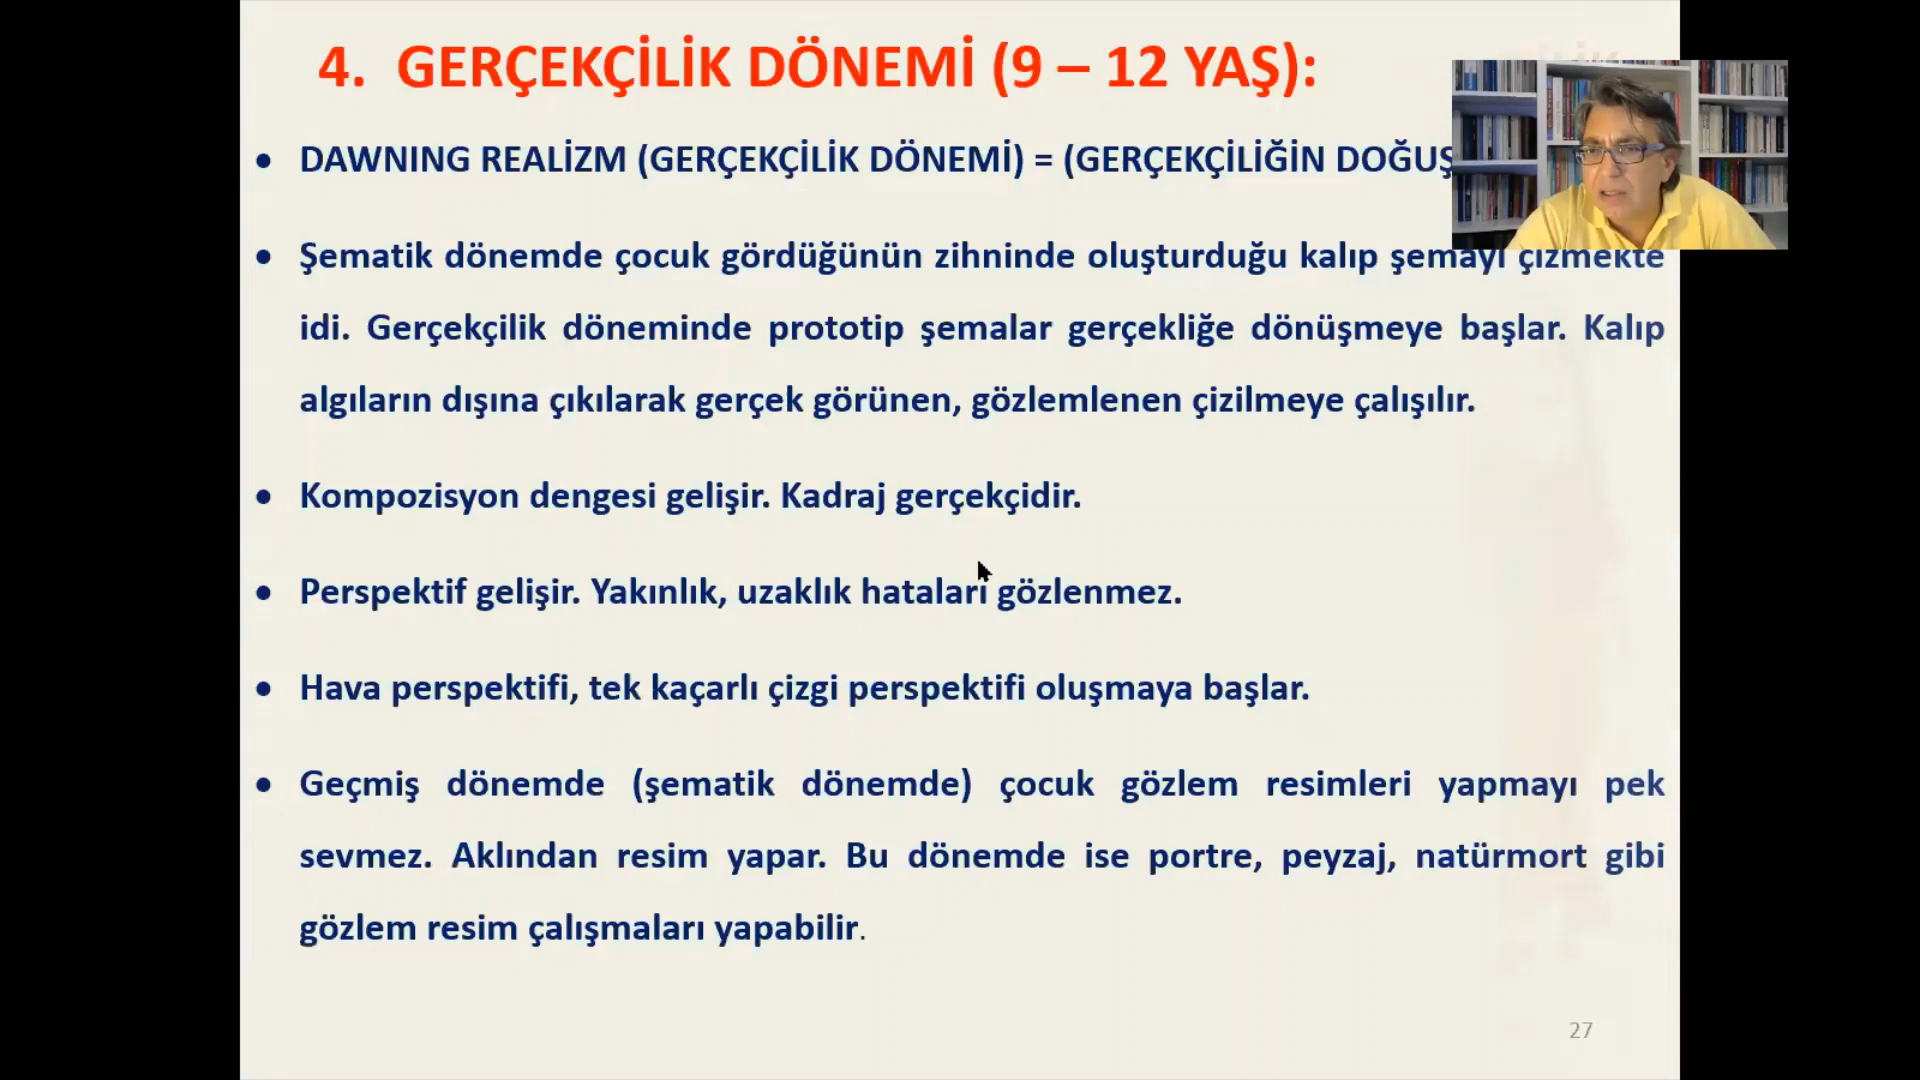 4. GERÇEKÇİLİK DÖNEMİ (9 – 12 YAŞ):
• DAWNING REALİZM (GERÇEKÇİLİK DÖNEMİ) = (GERÇEKÇİLİĞİN
• Şematik dönemde çocuk gördüğünün zihninde oluşturduğu kalıp şemayı çizmekte
idi. Gerçekçilik döneminde prototip şemalar gerçekliğe dönüşmeye başlar. Kalıp
algıların dışına çıkılarak gerçek görünen, gözlemlenen çizilmeye çalışılır.
• Kompozisyon dengesi gelişir. Kadraj gerçekçidir.
• Perspektif gelişir. Yakınlık, uzaklık hataları gözlenmez.
• Hava perspektifi, tek kaçarlı çizgi perspektifi oluşmaya başlar.
• Geçmiş dönemde (şematik dönemde) çocuk gözlem resimleri yapmayı pek
sevmez. Aklından resim yapar. Bu dönemde ise portre, peyzaj, natürmort gibi
gözlem resim çalışmaları yapabilir.
27